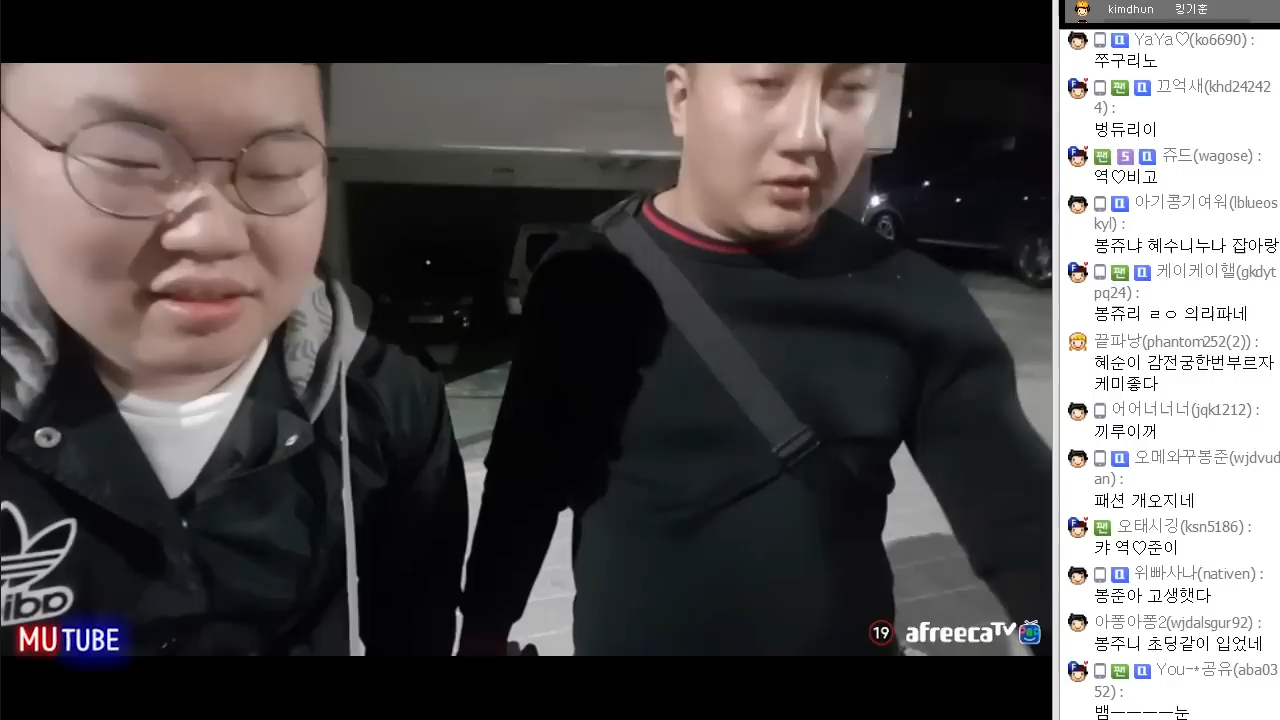 kimdhun 킹기훈
YaYa♡(ko6690) :
쭈구리노
끄억새(khd24242
4) :
벙듀리이
쥬드(wagose) :
역♡비고
아기콩기여워(lblueos
kyl) :
봉쥬냐 혜수니누나 잡아랑
케이케이핼(gkdyt
pq24) :
봉쥬리 ㄹㅇ 의리파네
끝파낭(phantom252(2)) :
혜순이 감전궁한번부르자
케미좋다
어어너너너(jqk1212) :
끼루이꺼
오메와꾸봉준(wjdvud
an) :
패션 개오지네
오태시깅(ksn5186) :
캬 역♡준이
위빠사나(nativen) :
봉준아 고생햇다
아퐁아퐁2(wjdalsgur92) :
봉주니 초딩같이 입었네
You-*공유(aba03
52) :
뱀ㅡㅡㅡㅡ눈
MUTUBE
19 afreecaTV